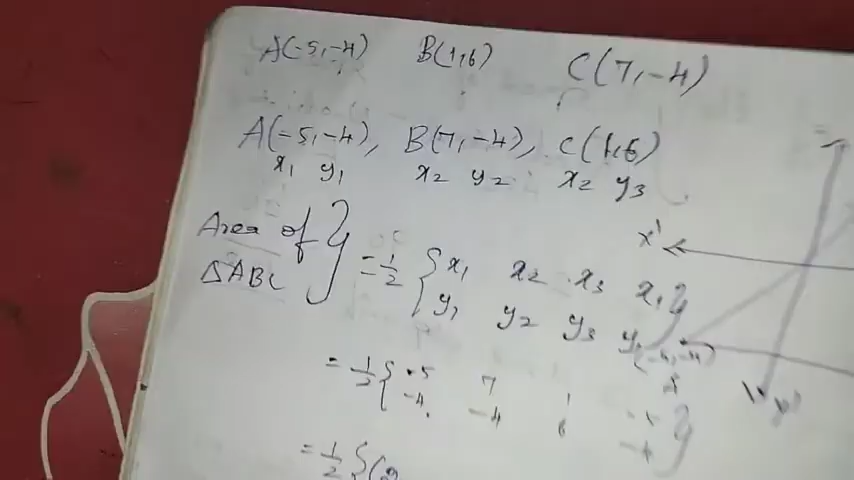 A(-5,-4) B(1,6) C(7,-4)
A(-5,-4), B(7,-4), C(1,6)
x₁ y₁ x₂ y₂ x₂ y₃
Area of
ΔABC } = 1/2 { x₁ x₂ x₃ x₁ }
y₁ y₂ y₃ y₁
x'
= 1/2 { -5 7 1 -5 }
-4 -4 6 -4
= 1/2 {(